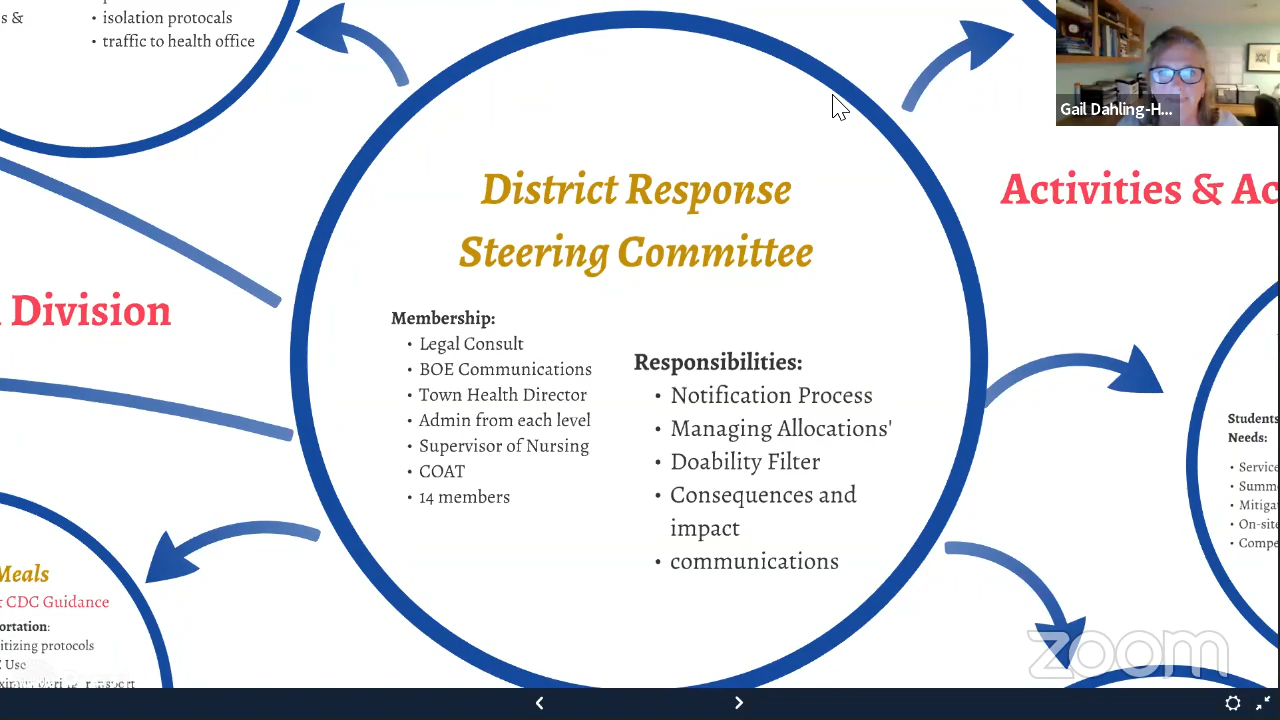 s &
• isolation protocals
• traffic to health office
Gail Dahling-H...
District Response
Steering Committee
Activities & Ac
Division
Membership:
• Legal Consult
• BOE Communications
• Town Health Director
• Admin from each level
• Supervisor of Nursing
• COAT
• 14 members
Responsibilities:
• Notification Process
• Managing Allocations'
• Doability Filter
• Consequences and
impact
• communications
Students
Needs:
• Service
• Summ
• Mitiga
• On-sit
• Compe
Meals
CDC Guidance
ortation:
itizing protocols
Use
zoom